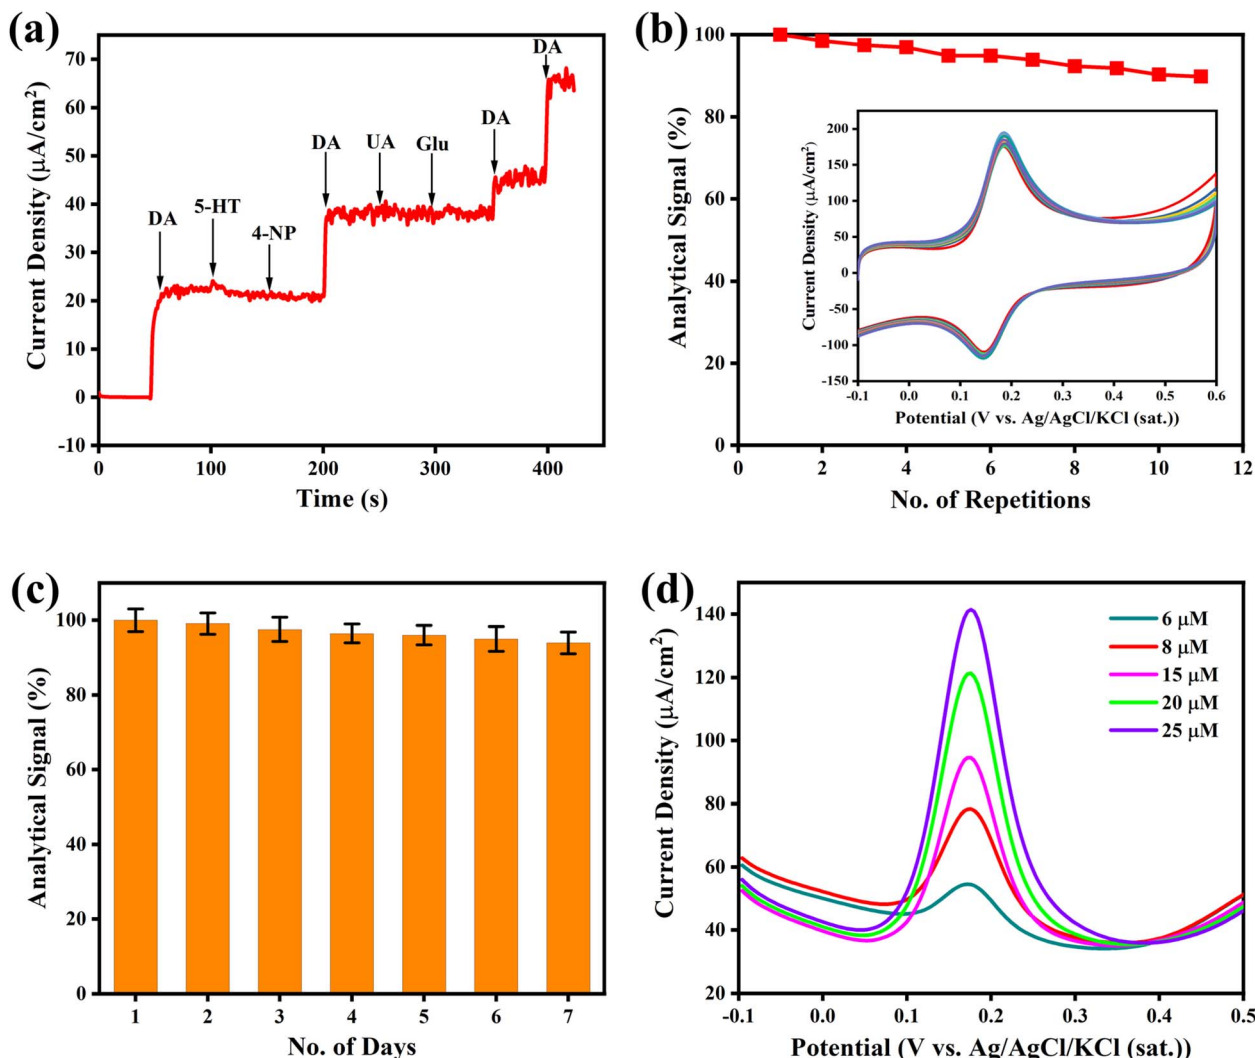 (a)
Current Density (μA/cm²)
70
60
50
40
30
20
10
0
-10
DA
5-HT
4-NP
DA
UA
Glu
DA
DA
0
100
200
300
400
Time (s)
(b)
Analytical Signal (%)
100
80
60
40
20
0
0
2
4
6
8
10
12
No. of Repetitions
Current Density (μA/cm²)
200
150
100
50
0
-50
-100
-150
-0.1
0.0
0.1
0.2
0.3
0.4
0.5
0.6
Potential (V vs. Ag/AgCl/KCl (sat.))
(c)
Analytical Signal (%)
100
80
60
40
20
0
1
2
3
4
5
6
7
No. of Days
(d)
Current Density (μA/cm²)
140
120
100
80
60
40
20
6 μM
8 μM
15 μM
20 μM
25 μM
-0.1
0.0
0.1
0.2
0.3
0.4
0.5
Potential (V vs. Ag/AgCl/KCl (sat.))